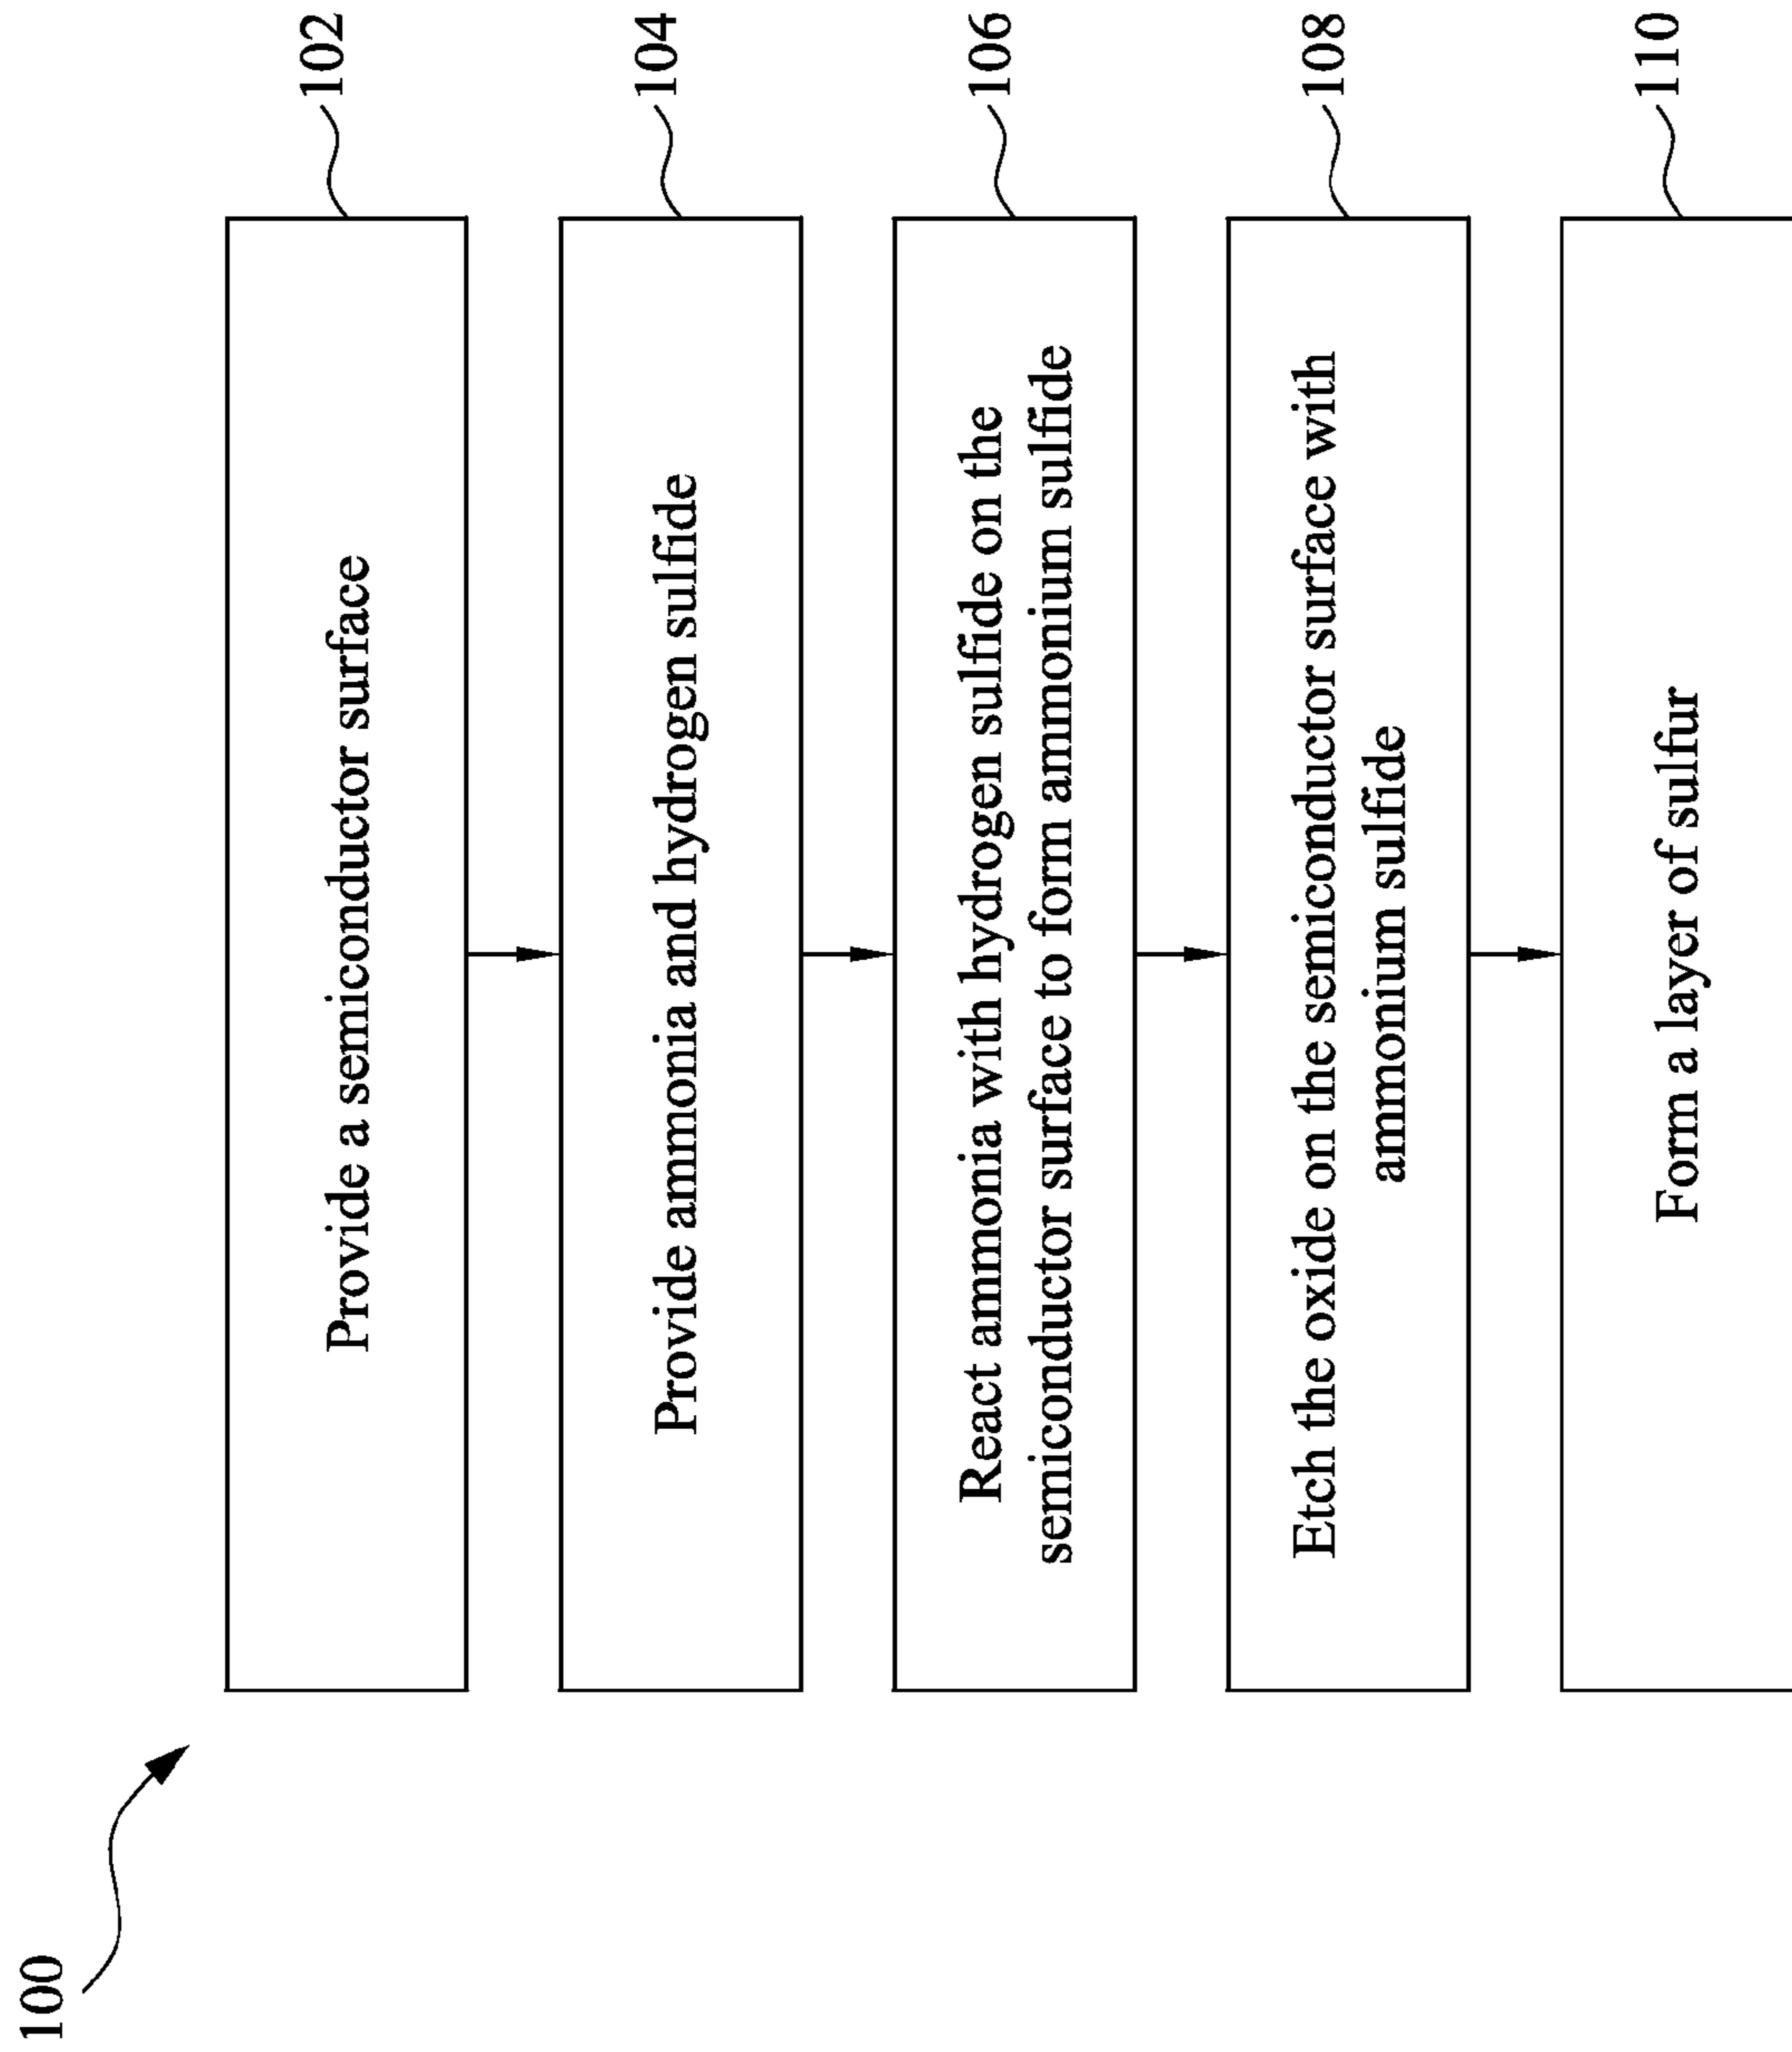 100
Provide a semiconductor surface
102
Provide ammonia and hydrogen sulfide
104
React ammonia with hydrogen sulfide on the
semiconductor surface to form ammonium sulfide
106
Etch the oxide on the semiconductor surface with
ammonium sulfide
108
Form a layer of sulfur
110